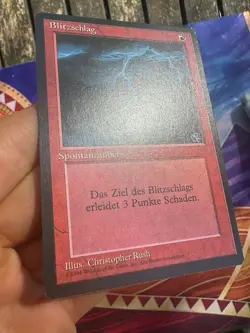 Blitzschlag
Spontanzauber
Das Ziel des Blitzschlags
erleidet 3 Punkte Schaden.
Illus. Christopher Rush